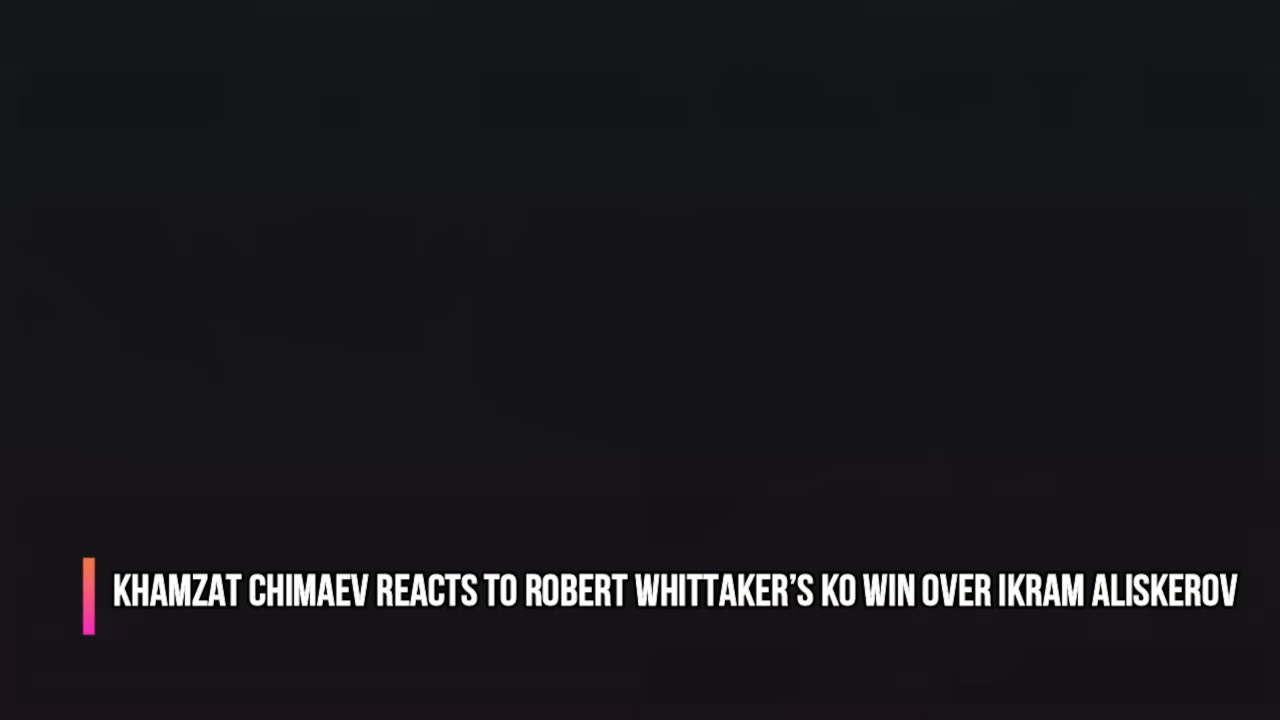 KHAMZAT CHIMAEV REACTS TO ROBERT WHITTAKER’S KO WIN OVER IKRAM ALISKEROV